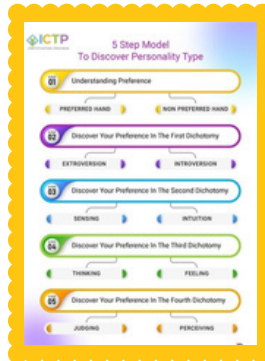 ICTP
5 Step Model
To Discover Personality Type
01
Understanding Preference
PREFERRED HAND
NON PREFERRED HAND
02
Discover Your Preference In The First Dichotomy
EXTROVERSION
INTROVERSION
03
Discover Your Preference In The Second Dichotomy
SENSING
INTUITION
04
Discover Your Preference In The Third Dichotomy
THINKING
FEELING
05
Discover Your Preference In The Fourth Dichotomy
JUDGING
PERCEIVING